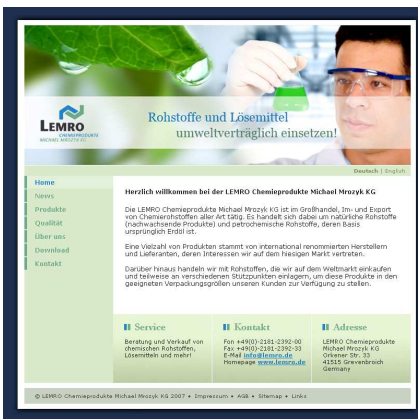 LEMRO
CHEMIEPRODUKTE
MICHAEL MROZYK KG
Rohstoffe und Lösemittel
umweltverträglich einsetzen!
Deutsch | English
Home
News
Produkte
Qualität
Über uns
Download
Kontakt
Herzlich willkommen bei der LEMRO Chemieprodukte Michael Mrozyk KG
Die LEMRO Chemieprodukte Michael Mrozyk KG ist im Großhandel, Im- und Export
von Chemierohstoffen aller Art tätig. Es handelt sich dabei um natürliche Rohstoffe
(nachwachsende Produkte) und petrochemische Rohstoffe, deren Basis
ursprünglich Erdöl ist.
Eine Vielzahl von Produkten stammt von international renommierten Herstellern
und Lieferanten, deren Interessen wir auf dem hiesigen Markt vertreten.
Darüber hinaus handeln wir mit Rohstoffen, die wir auf dem Weltmarkt einkaufen
und teilweise an verschiedenen Stützpunkten einlagern, um diese Produkte in den
geeigneten Verpackungsgrößen unseren Kunden zur Verfügung zu stellen.
Service
Beratung und Verkauf von
chemischen Rohstoffen,
Lösemitteln und mehr!
Kontakt
Fon +49(0)-2181-2392-00
Fax +49(0)-2181-2392-33
E-Mail info@lemro.de
Homepage www.lemro.de
Adresse
LEMRO Chemieprodukte
Michael Mrozyk KG
Orkener Str. 33
41515 Grevenbroich
Germany
© LEMRO Chemieprodukte Michael Mrozyk KG 2007 • Impressum • AGB • Sitemap • Links